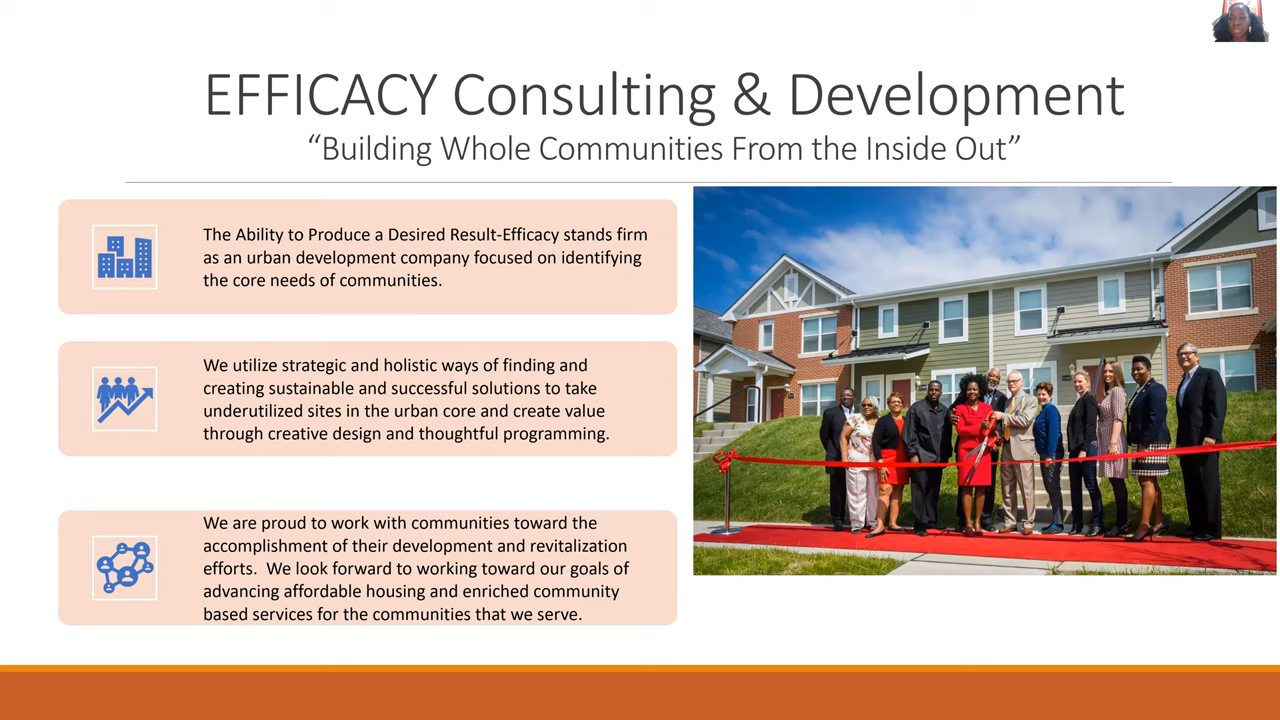 EFFICACY Consulting & Development
“Building Whole Communities From the Inside Out”
The Ability to Produce a Desired Result-Efficacy stands firm
as an urban development company focused on identifying
the core needs of communities.
We utilize strategic and holistic ways of finding and
creating sustainable and successful solutions to take
underutilized sites in the urban core and create value
through creative design and thoughtful programming.
We are proud to work with communities toward the
accomplishment of their development and revitalization
efforts.  We look forward to working toward our goals of
advancing affordable housing and enriched community
based services for the communities that we serve.